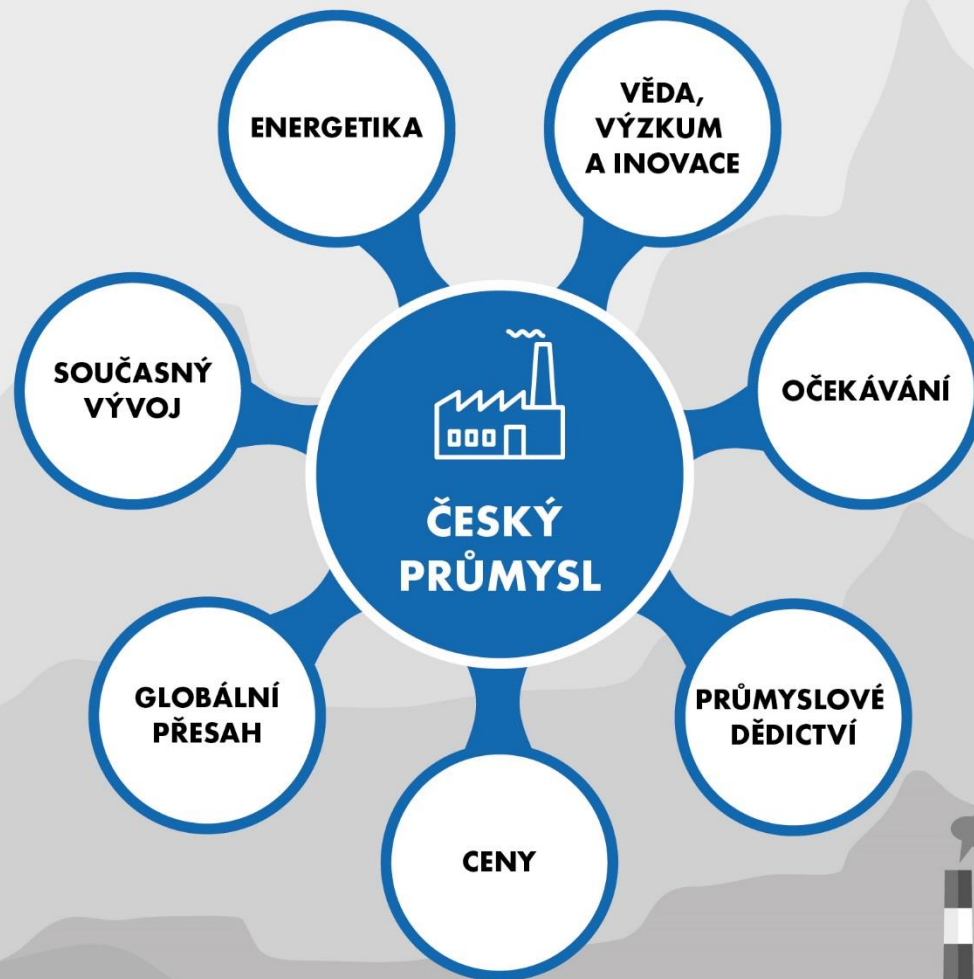 ENERGETIKA
VĚDA,
VÝZKUM
A INOVACE
SOUČASNÝ
VÝVOJ
OČEKÁVÁNÍ
ČESKÝ
PRŮMYSL
GLOBÁLNÍ
PŘESAH
PRŮMYSLOVÉ
DĚDICTVÍ
CENY